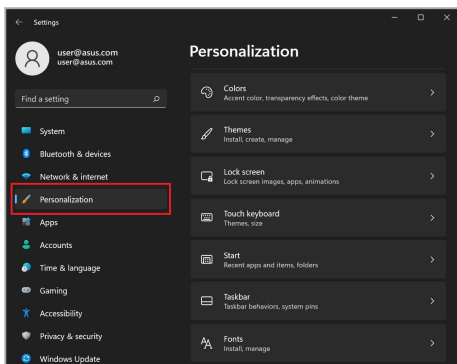 Settings
user@asus.com
user@asus.com
Find a setting
System
Bluetooth & devices
Network & internet
Personalization
Apps
Accounts
Time & language
Gaming
Accessibility
Privacy & security
Windows Update
Personalization
Colors
Accent color, transparency effects, color theme
Themes
Install, create, manage
Lock screen
Lock screen images, apps, animations
Touch keyboard
Themes, size
Start
Recent apps and items, folders
Taskbar
Taskbar behaviors, system pins
Fonts
Install, manage